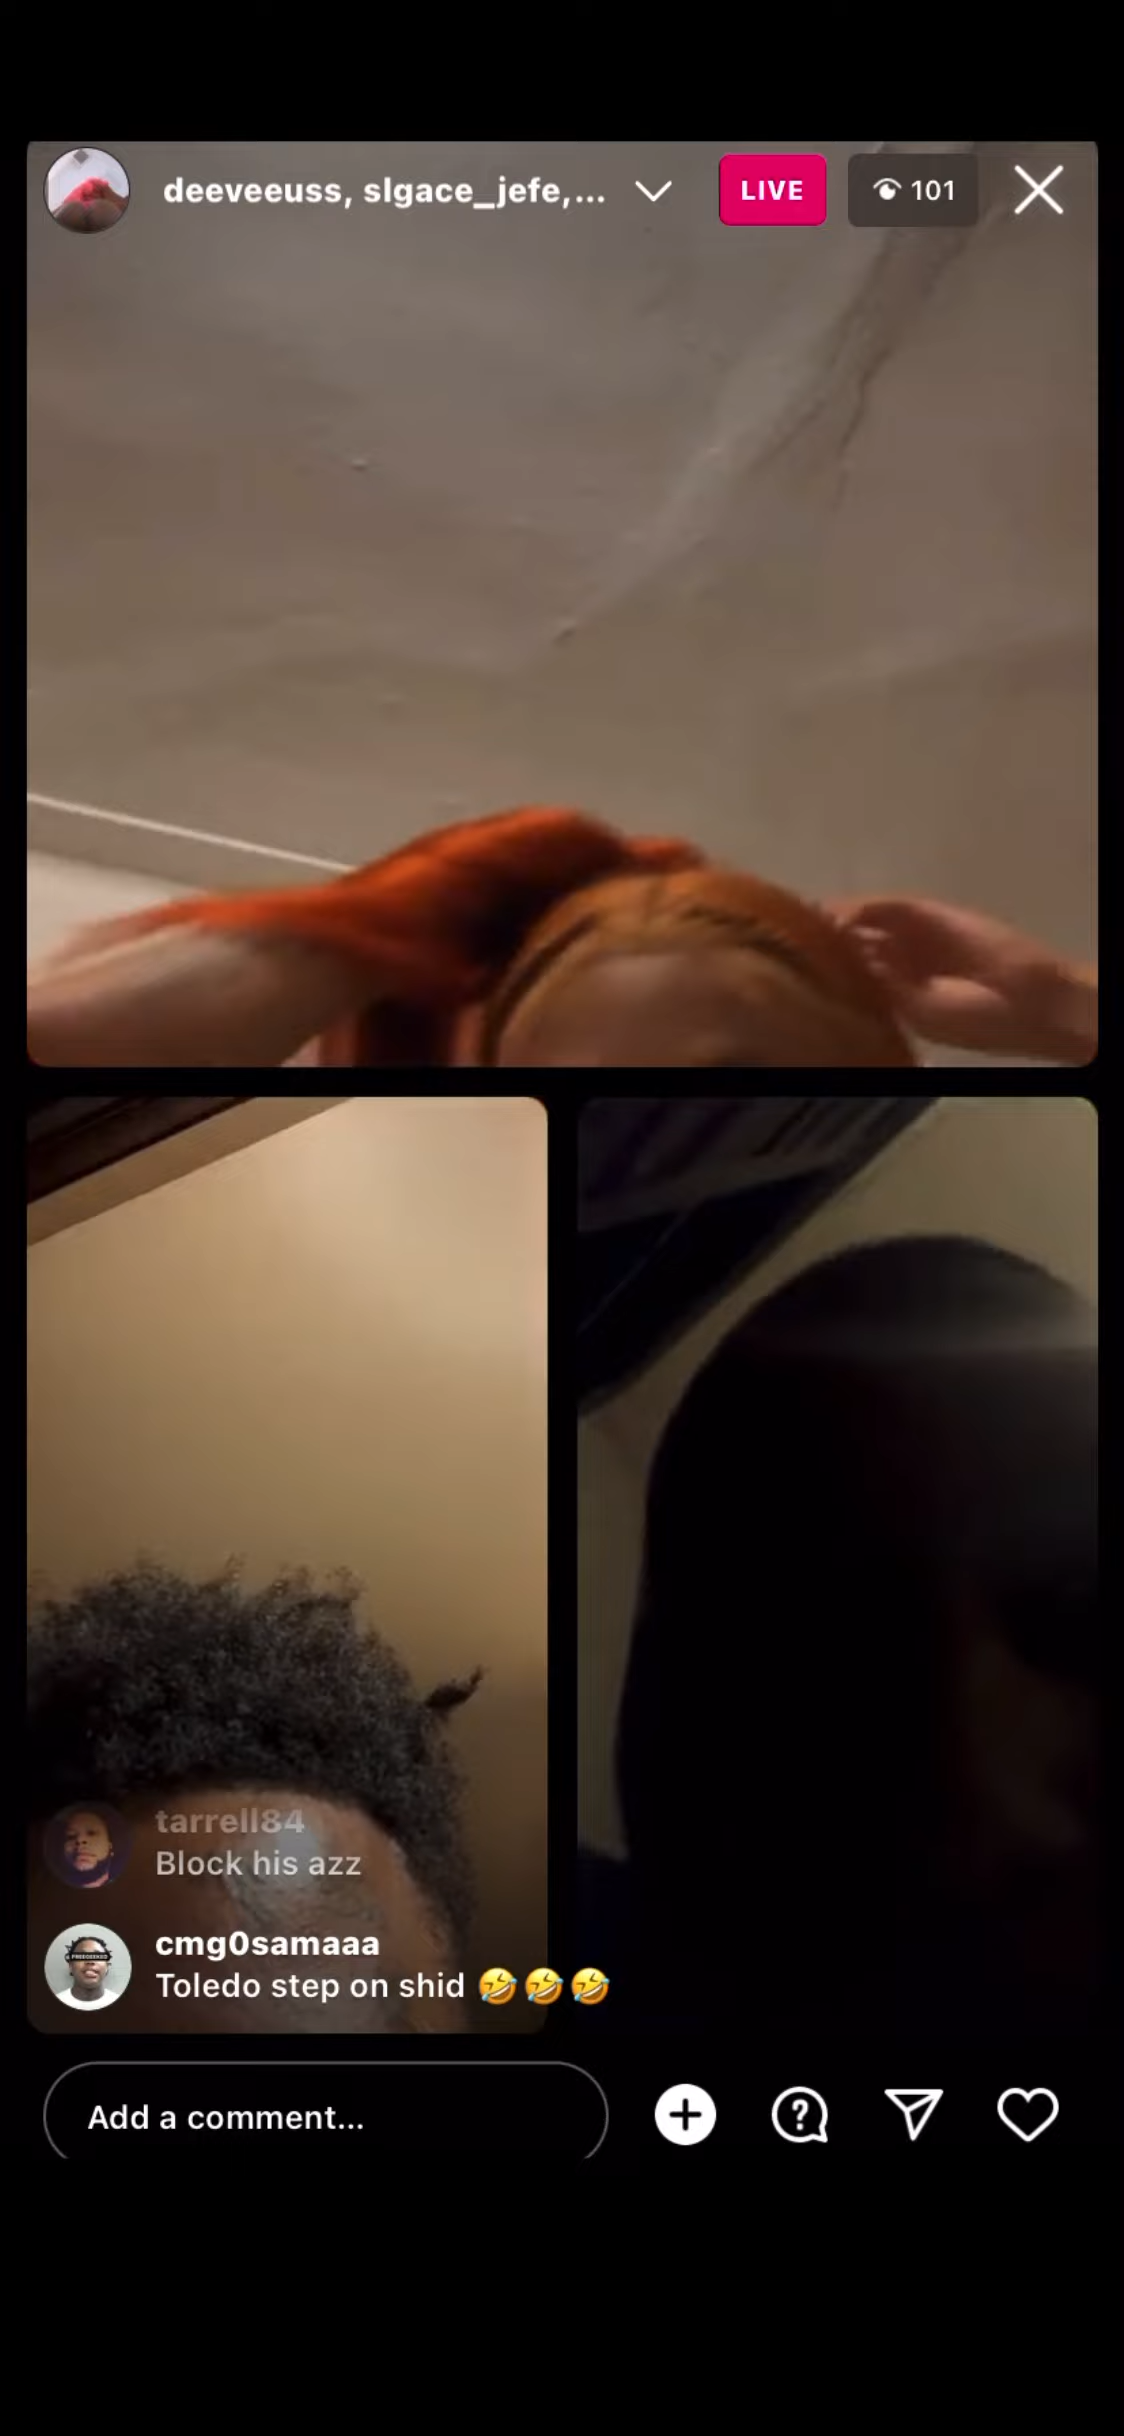 deeveeuss, slgace_jefe,...
LIVE
101
tarrell84
Block his azz
cmg0samaaa
Toledo step on shid 🤣🤣🤣
Add a comment...